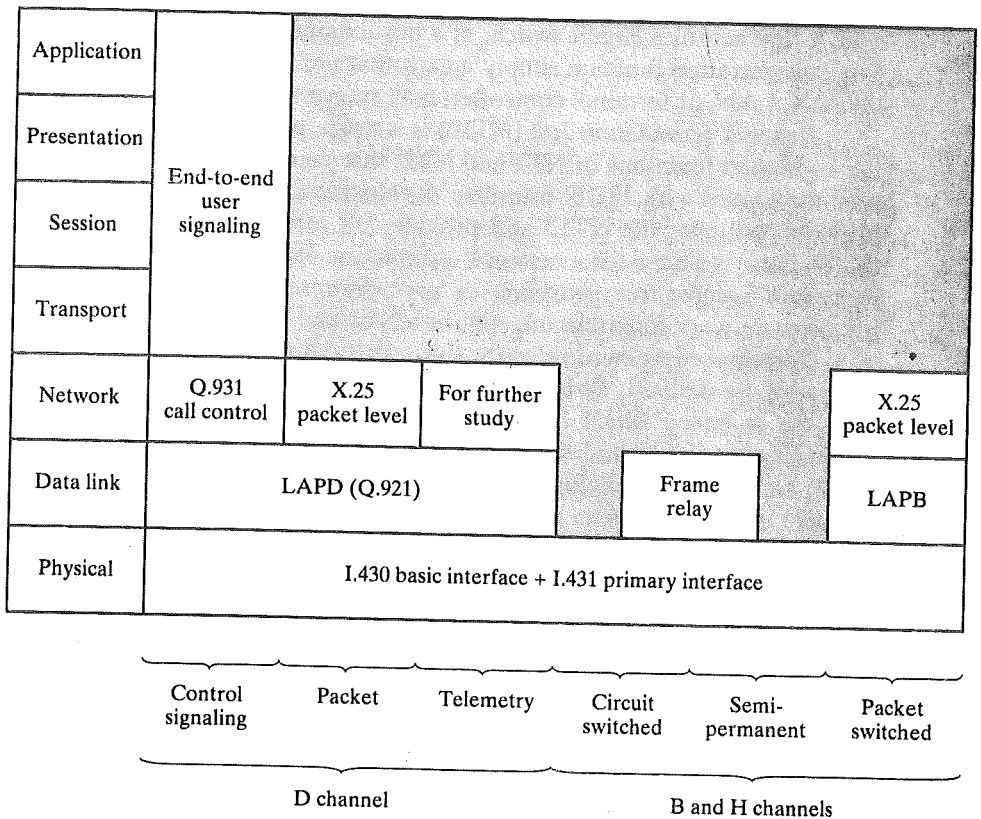 Application
Presentation
End-to-end
user
signaling
Session
Transport
Network
Q.931
call control
X.25
packet level
For further
study
X.25
packet level
Data link
LAPD (Q.921)
Frame
relay
LAPB
Physical
I.430 basic interface + I.431 primary interface
Control
signaling
Packet
Telemetry
Circuit
switched
Semi-
permanent
Packet
switched
D channel
B and H channels